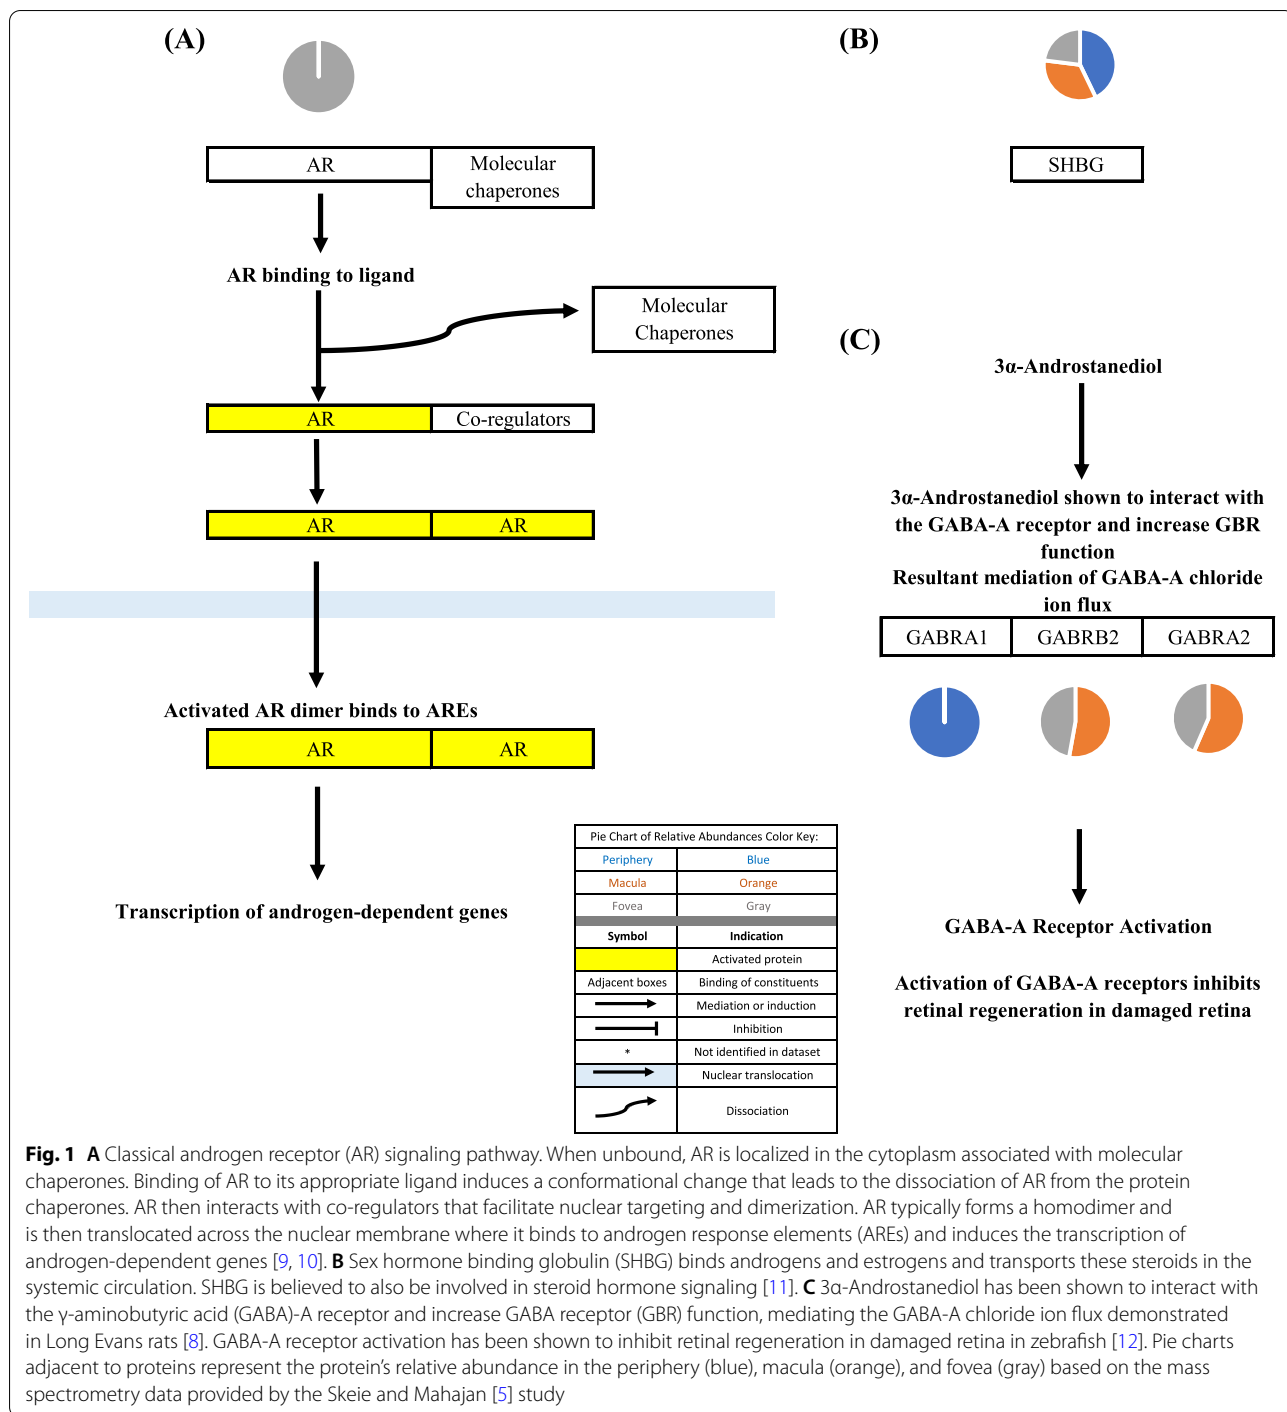 (A)
AR
Molecular
chaperones
AR binding to ligand
Molecular
Chaperones
AR
Co-regulators
AR
AR
Activated AR dimer binds to AREs
AR
AR
Transcription of androgen-dependent genes
(B)
SHBG
(C)
3α-Androstanediol
3α-Androstanediol shown to interact with
the GABA-A receptor and increase GBR
function
Resultant mediation of GABA-A chloride
ion flux
GABRA1
GABRB2
GABRA2
GABA-A Receptor Activation
Activation of GABA-A receptors inhibits
retinal regeneration in damaged retina
Pie Chart of Relative Abundances Color Key:
Periphery Blue
Macula Orange
Fovea Gray
Symbol Indication
Activated protein
Adjacent boxes Binding of constituents
Mediation or induction
Inhibition
* Not identified in dataset
Nuclear translocation
Dissociation
Fig. 1 A Classical androgen receptor (AR) signaling pathway. When unbound, AR is localized in the cytoplasm associated with molecular
chaperones. Binding of AR to its appropriate ligand induces a conformational change that leads to the dissociation of AR from the protein
chaperones. AR then interacts with co-regulators that facilitate nuclear targeting and dimerization. AR typically forms a homodimer and
is then translocated across the nuclear membrane where it binds to androgen response elements (AREs) and induces the transcription of
androgen-dependent genes [9, 10]. B Sex hormone binding globulin (SHBG) binds androgens and estrogens and transports these steroids in the
systemic circulation. SHBG is believed to also be involved in steroid hormone signaling [11]. C 3α-Androstanediol has been shown to interact with
the γ-aminobutyric acid (GABA)-A receptor and increase GABA receptor (GBR) function, mediating the GABA-A chloride ion flux demonstrated
in Long Evans rats [8]. GABA-A receptor activation has been shown to inhibit retinal regeneration in damaged retina in zebrafish [12]. Pie charts
adjacent to proteins represent the protein's relative abundance in the periphery (blue), macula (orange), and fovea (gray) based on the mass
spectrometry data provided by the Skeie and Mahajan [5] study